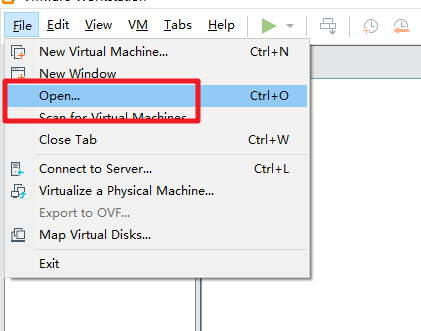 File Edit View VM Tabs Help
New Virtual Machine... Ctrl+N
New Window
Open... Ctrl+O
Scan for Virtual Machines
Close Tab Ctrl+W
Connect to Server... Ctrl+L
Virtualize a Physical Machine...
Export to OVF...
Map Virtual Disks...
Exit